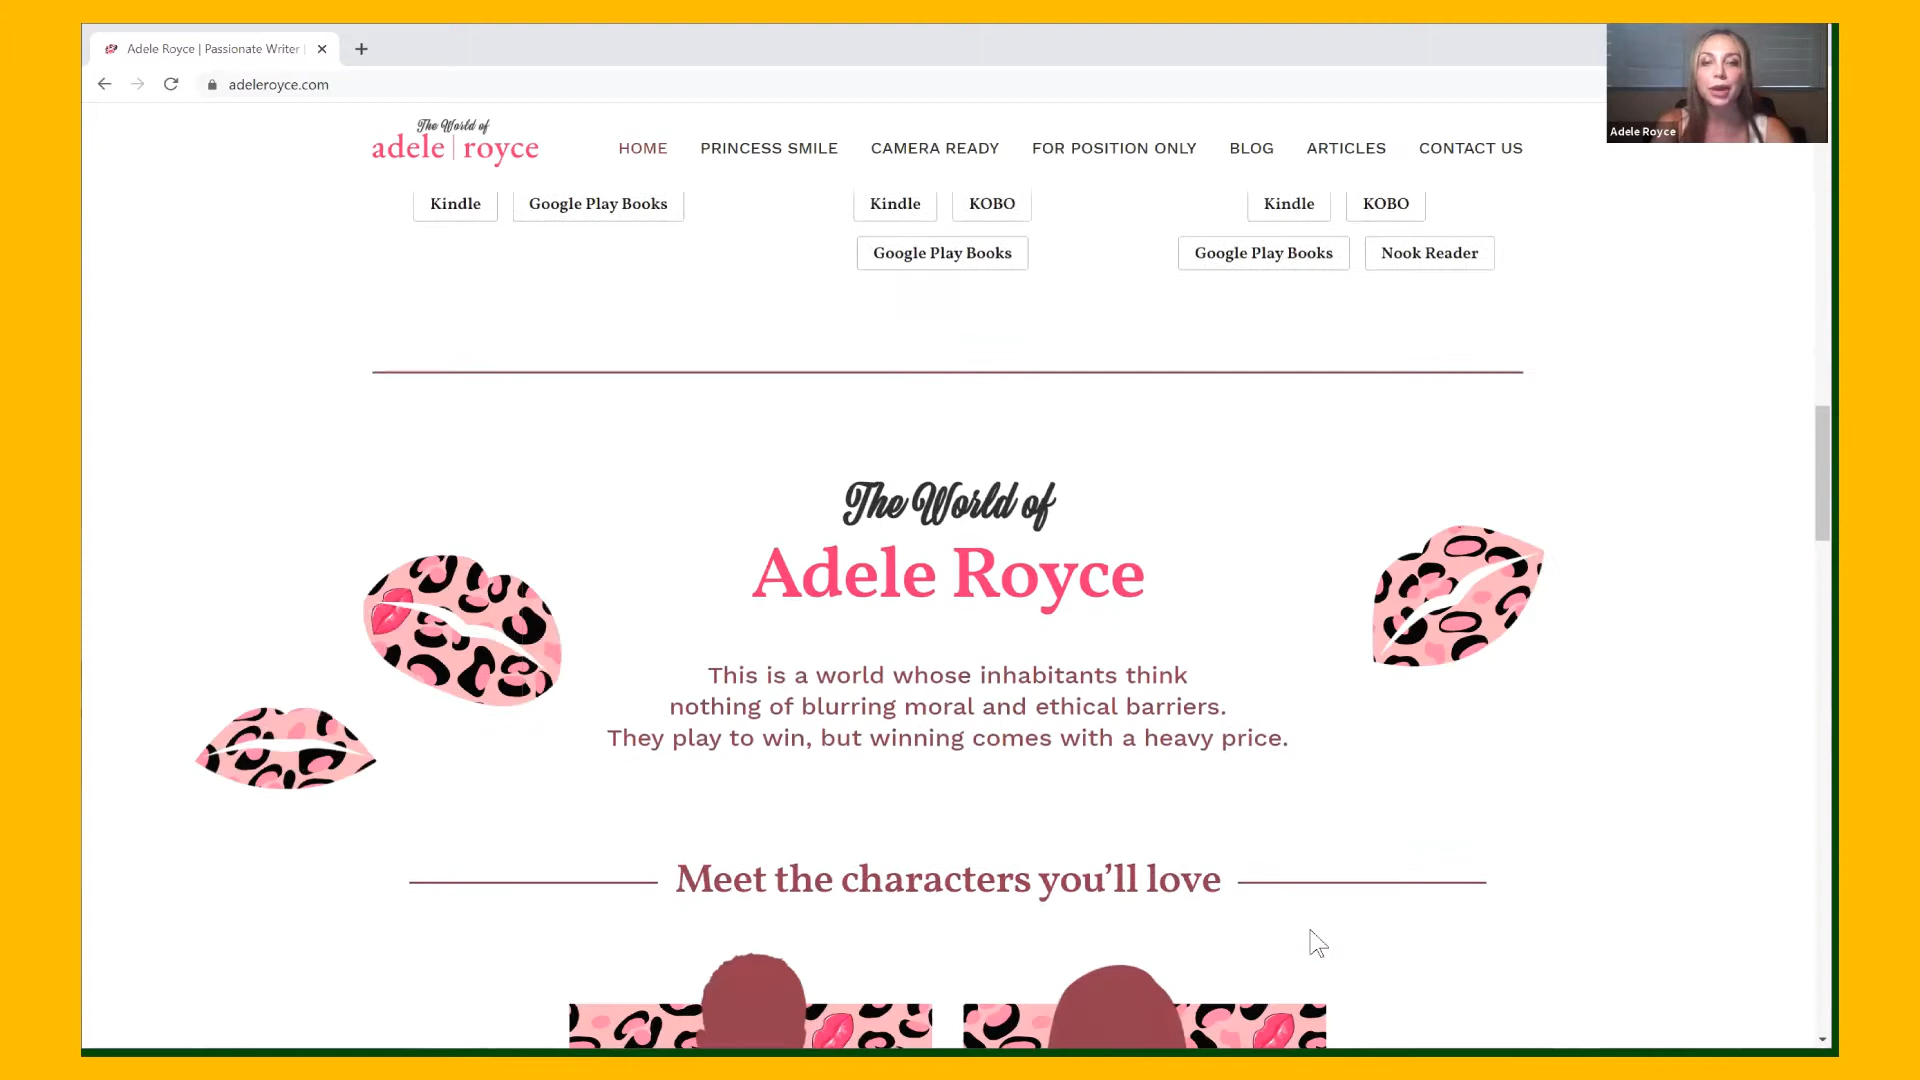 Adele Royce | Passionate Writer |
adeleroyce.com
Adele Royce
The World of
adele | royce
HOME PRINCESS SMILE CAMERA READY FOR POSITION ONLY BLOG ARTICLES CONTACT US
Kindle Google Play Books Kindle KOBO Kindle KOBO
Google Play Books Google Play Books Nook Reader
The World of
Adele Royce
This is a world whose inhabitants think
nothing of blurring moral and ethical barriers.
They play to win, but winning comes with a heavy price.
Meet the characters you’ll love